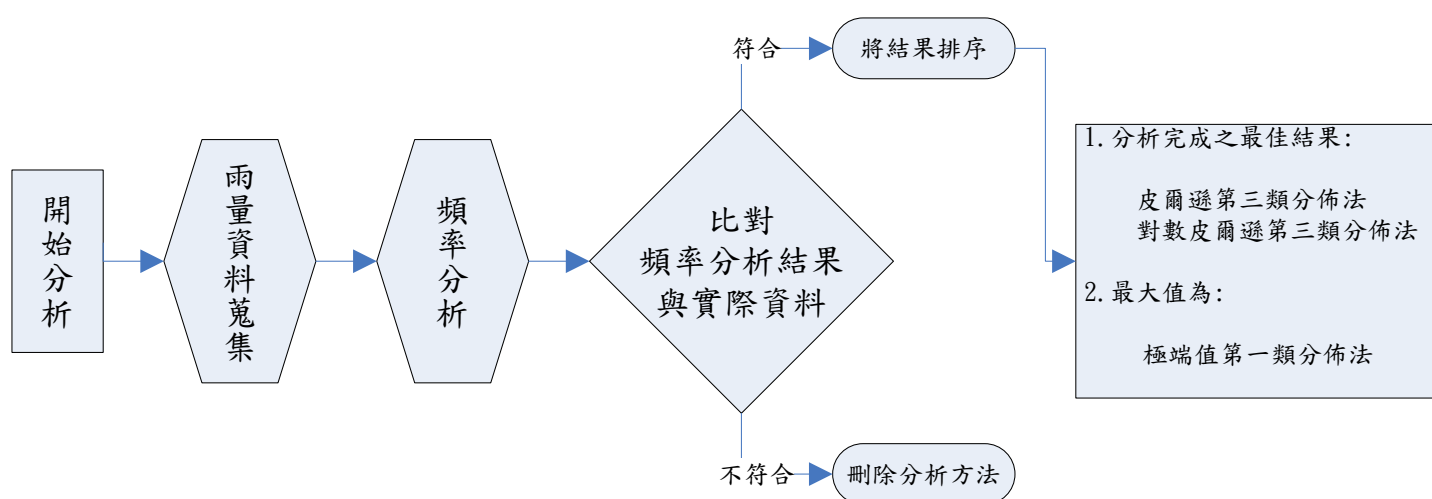 開始分析
雨量資料蒐集
頻率分析
比對
頻率分析結果
與實際資料
符合
將結果排序
不符合
刪除分析方法
1.分析完成之最佳結果:
皮爾遜第三類分佈法
對數皮爾遜第三類分佈法
2.最大值為:
極端值第一類分佈法